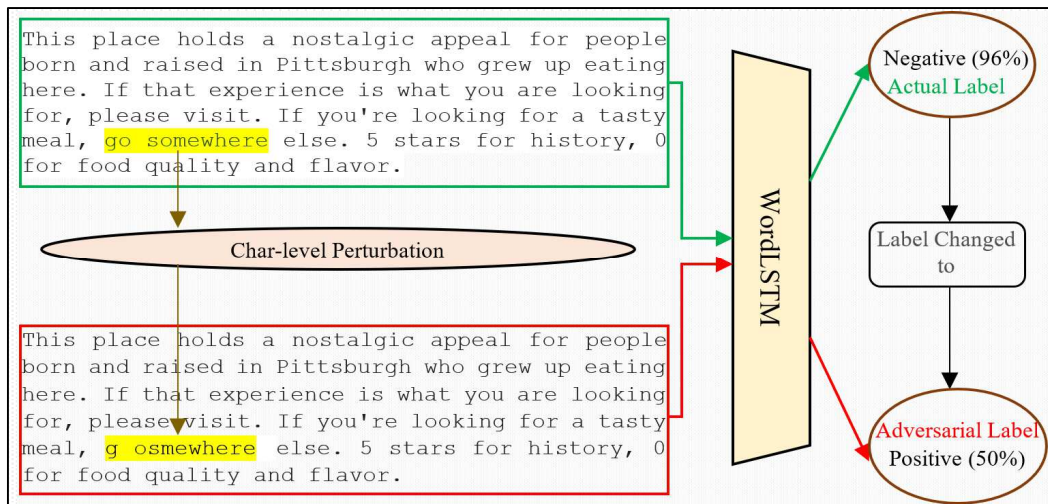 This place holds a nostalgic appeal for people
born and raised in Pittsburgh who grew up eating
here. If that experience is what you are looking
for, please visit. If you're looking for a tasty
meal, go somewhere else. 5 stars for history, 0
for food quality and flavor.
Char-level Perturbation
This place holds a nostalgic appeal for people
born and raised in Pittsburgh who grew up eating
here. If that experience is what you are looking
for, please visit. If you're looking for a tasty
meal, g osmewhere else. 5 stars for history, 0
for food quality and flavor.
WordLSTM
Negative (96%)
Actual Label
Label Changed
to
Adversarial Label
Positive (50%)